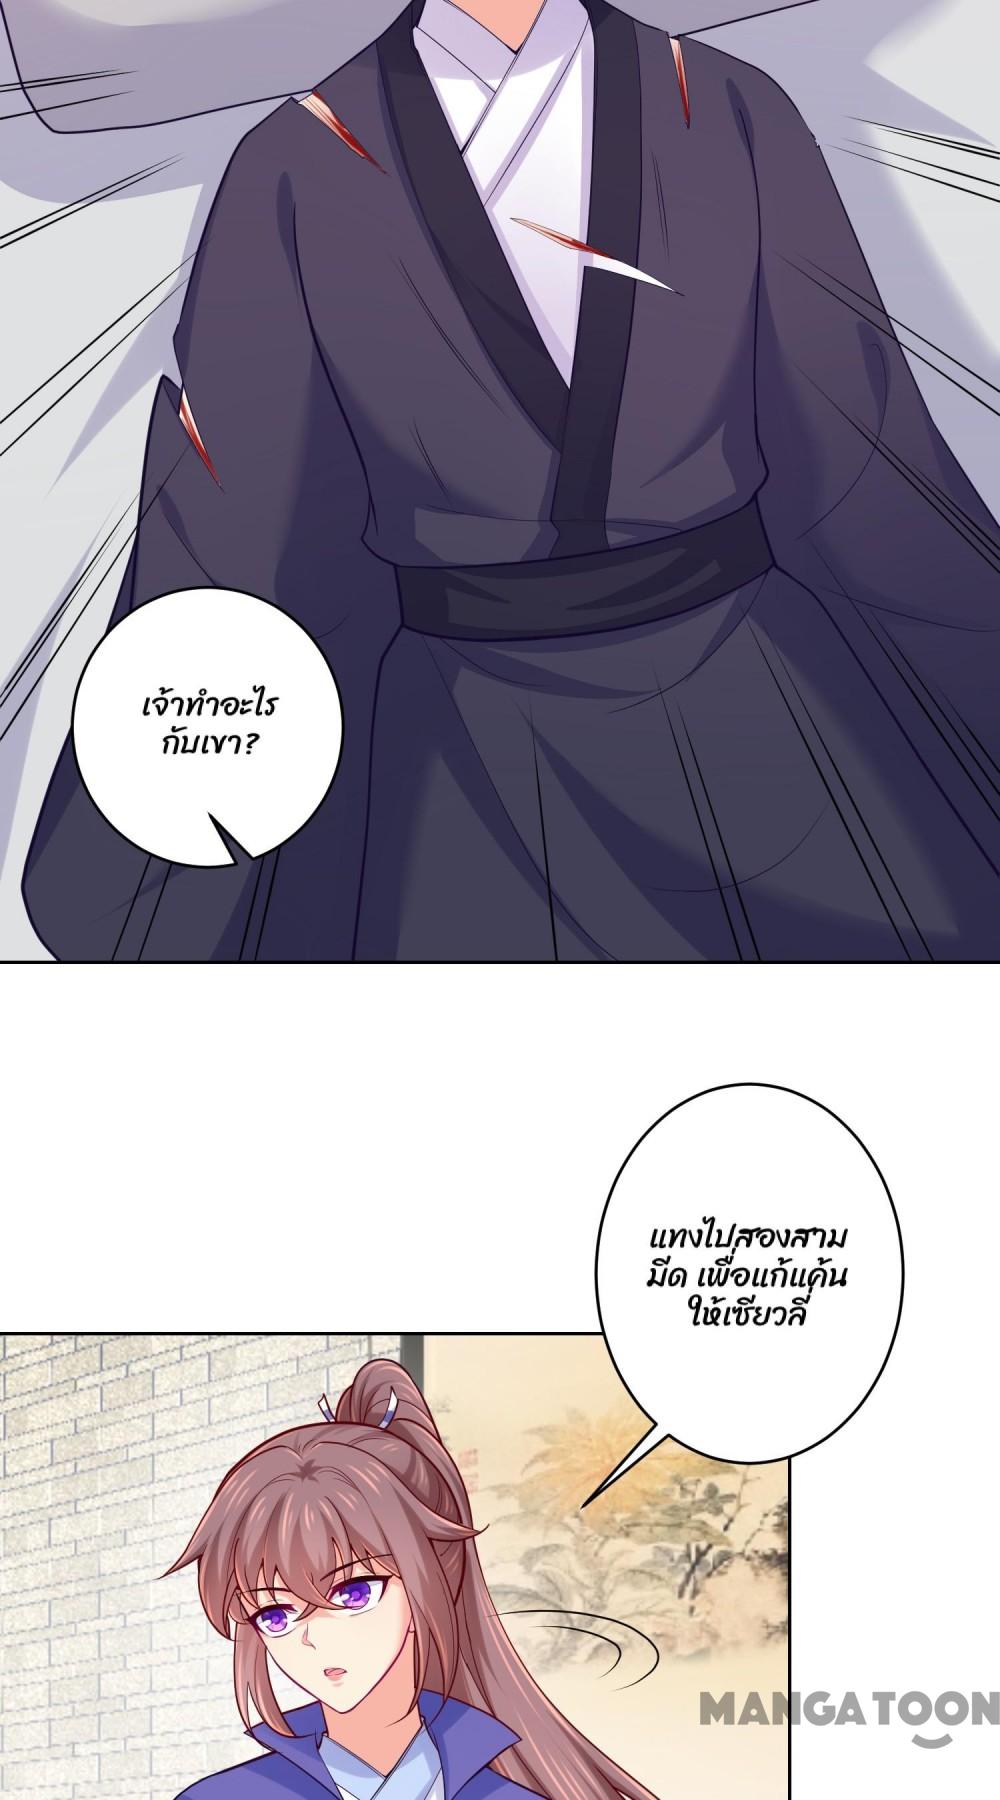 เจ้าทำอะไร
กับเขา?
แทงไปสองสาม
มีด เพื่อแก้แค้น
ให้เซียวลี่
MANGATOON